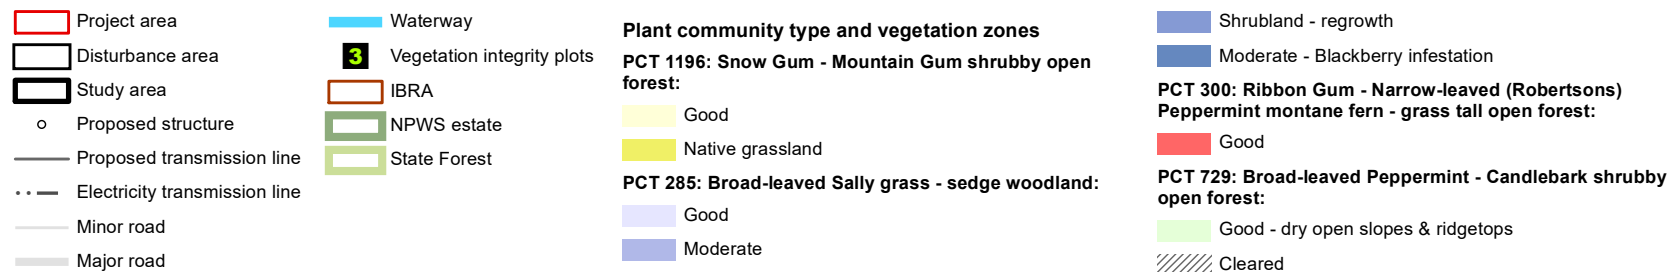 Project area
Disturbance area
Study area
Proposed structure
Proposed transmission line
Electricity transmission line
Minor road
Major road
Waterway
3 Vegetation integrity plots
IBRA
NPWS estate
State Forest
Plant community type and vegetation zones
PCT 1196: Snow Gum - Mountain Gum shrubby open
forest:
Good
Native grassland
PCT 285: Broad-leaved Sally grass - sedge woodland:
Good
Moderate
Shrubland - regrowth
Moderate - Blackberry infestation
PCT 300: Ribbon Gum - Narrow-leaved (Robertsons)
Peppermint montane fern - grass tall open forest:
Good
PCT 729: Broad-leaved Peppermint - Candlebark shrubby
open forest:
Good - dry open slopes & ridgetops
Cleared